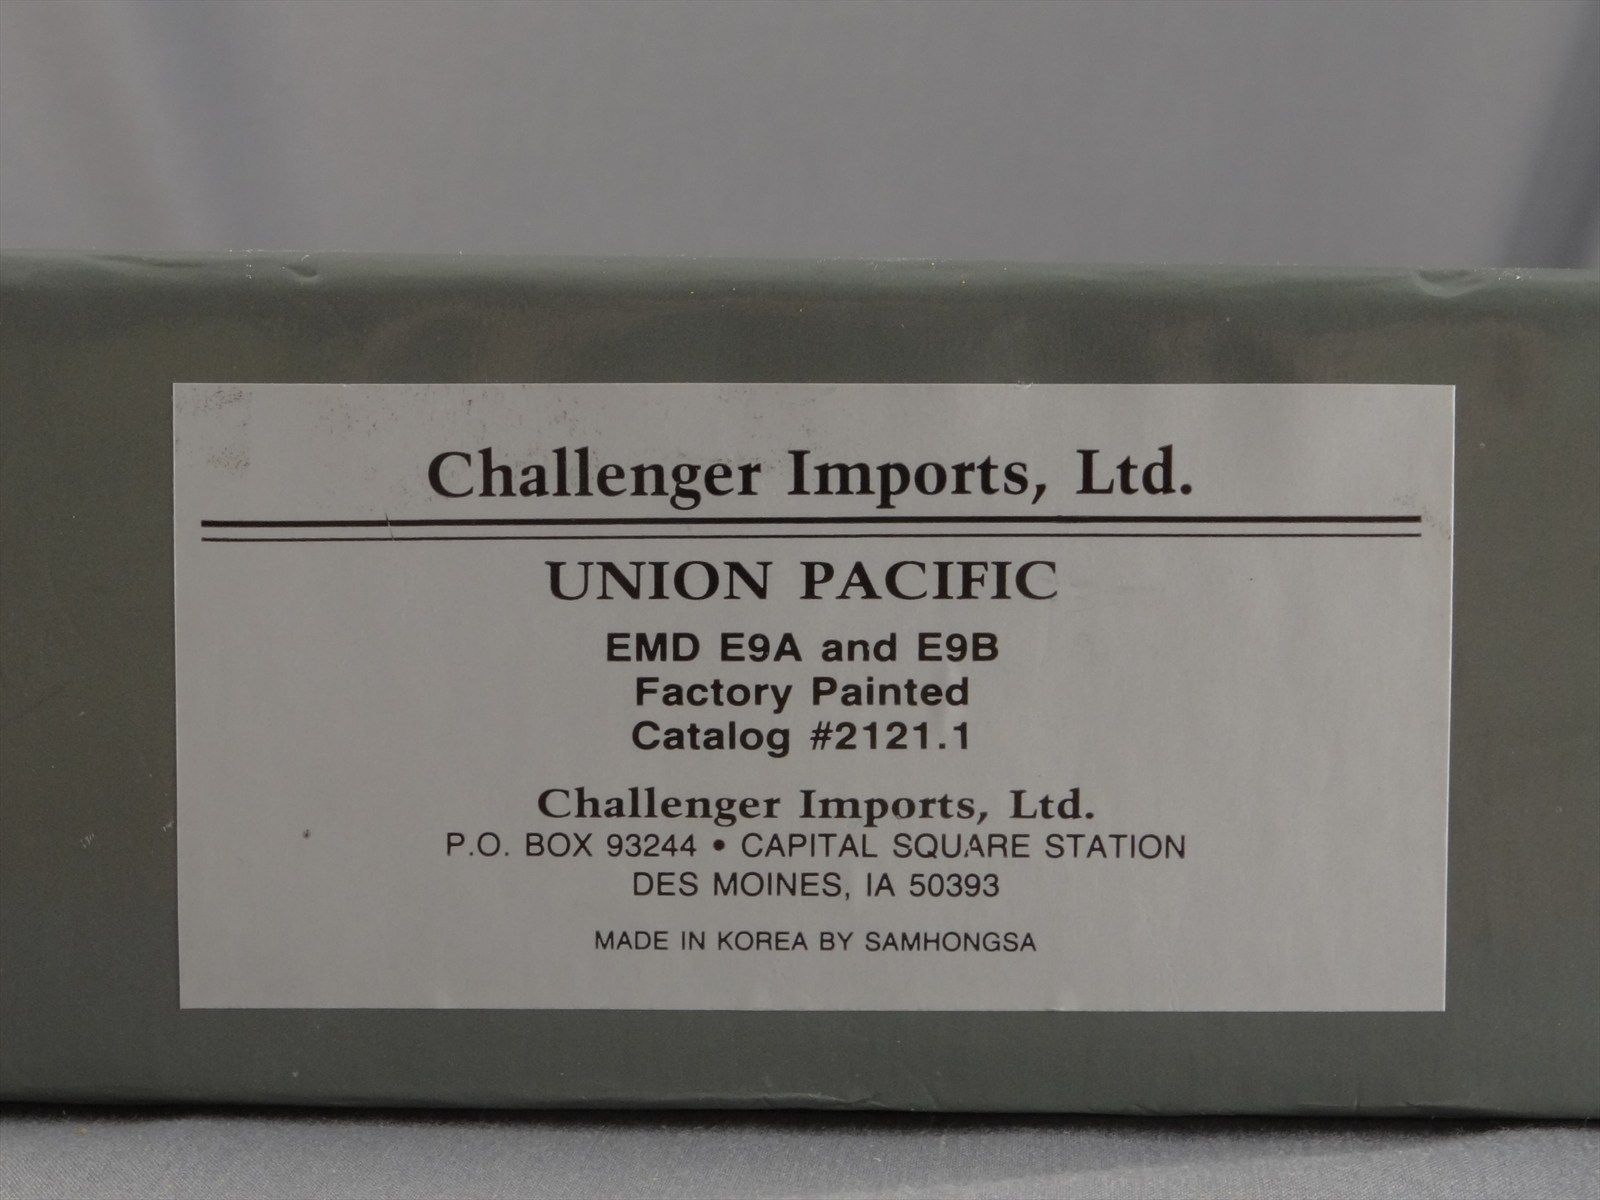 Challenger Imports, Ltd.
UNION PACIFIC
EMD E9A and E9B
Factory Painted
Catalog #2121.1
Challenger Imports, Ltd.
P.O. BOX 93244 • CAPITAL SQUARE STATION
DES MOINES, IA 50393
MADE IN KOREA BY SAMHONGSA